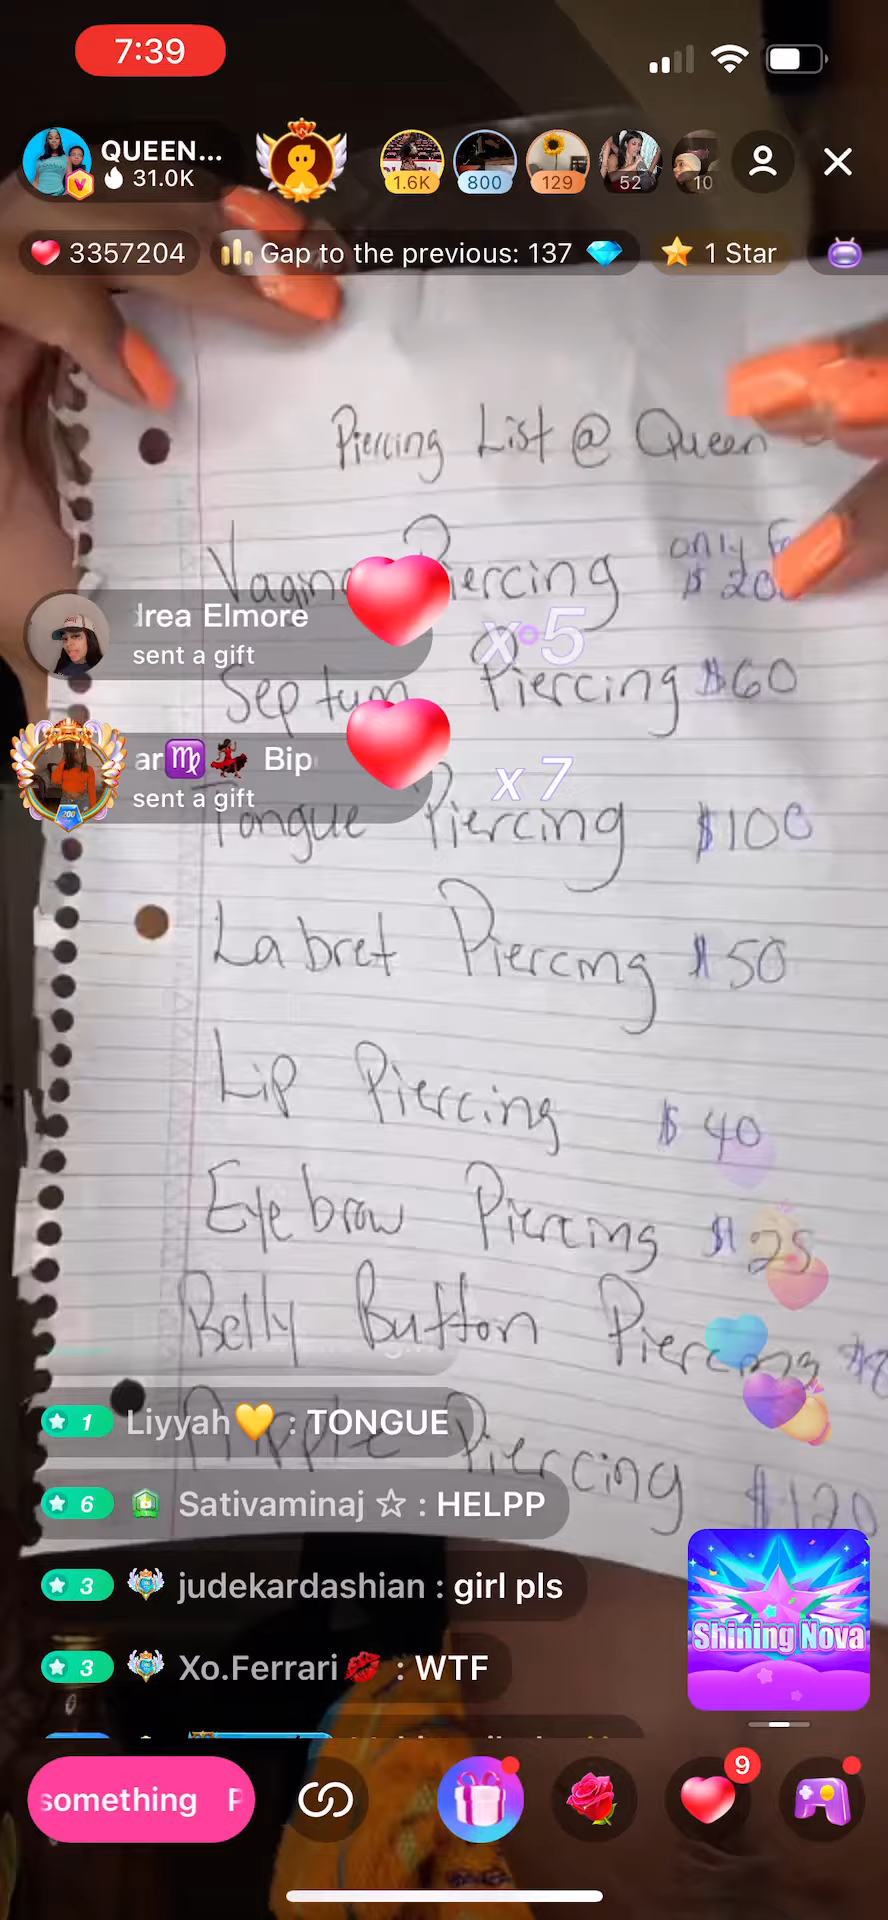 7:39
QUEEN...
31.0K
1.6K
800
129
52
10
3357204
Gap to the previous: 137
1 Star
Piercing List @ Queen
Piercing only
$20
drea Elmore
sent a gift
x 5
Septum Piercing $60
ar♍💃 Bip
sent a gift
x 7
Tongue Piercing $100
Labret Piercing $50
Lip Piercing $40
Eyebrow Piercing $25
Belly Button Piercing
1 Liyyah💛 : TONGUE
Piercing $120
6 Sativaminaj ☆ : HELPP
3 judekardashian : girl pls
3 Xo.Ferrari💋 : WTF
Shining Nova
something
9